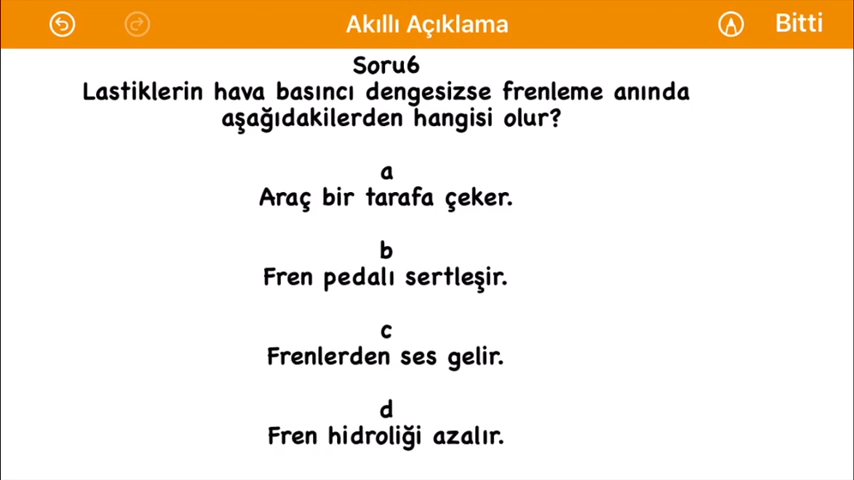 Akıllı Açıklama
Bitti
Soru6
Lastiklerin hava basıncı dengesizse frenleme anında
aşağıdakilerden hangisi olur?
a
Araç bir tarafa çeker.
b
Fren pedalı sertleşir.
c
Frenlerden ses gelir.
d
Fren hidroliği azalır.